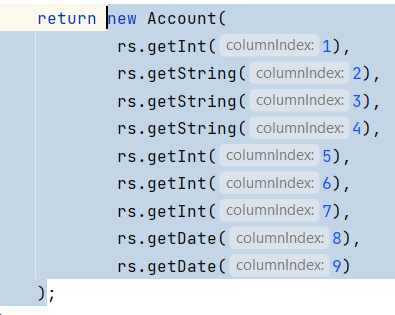 return new Account(
rs.getInt( columnIndex: 1),
rs.getString( columnIndex: 2),
rs.getString( columnIndex: 3),
rs.getString( columnIndex: 4),
rs.getInt( columnIndex: 5),
rs.getInt( columnIndex: 6),
rs.getInt( columnIndex: 7),
rs.getDate( columnIndex: 8),
rs.getDate( columnIndex: 9)
);